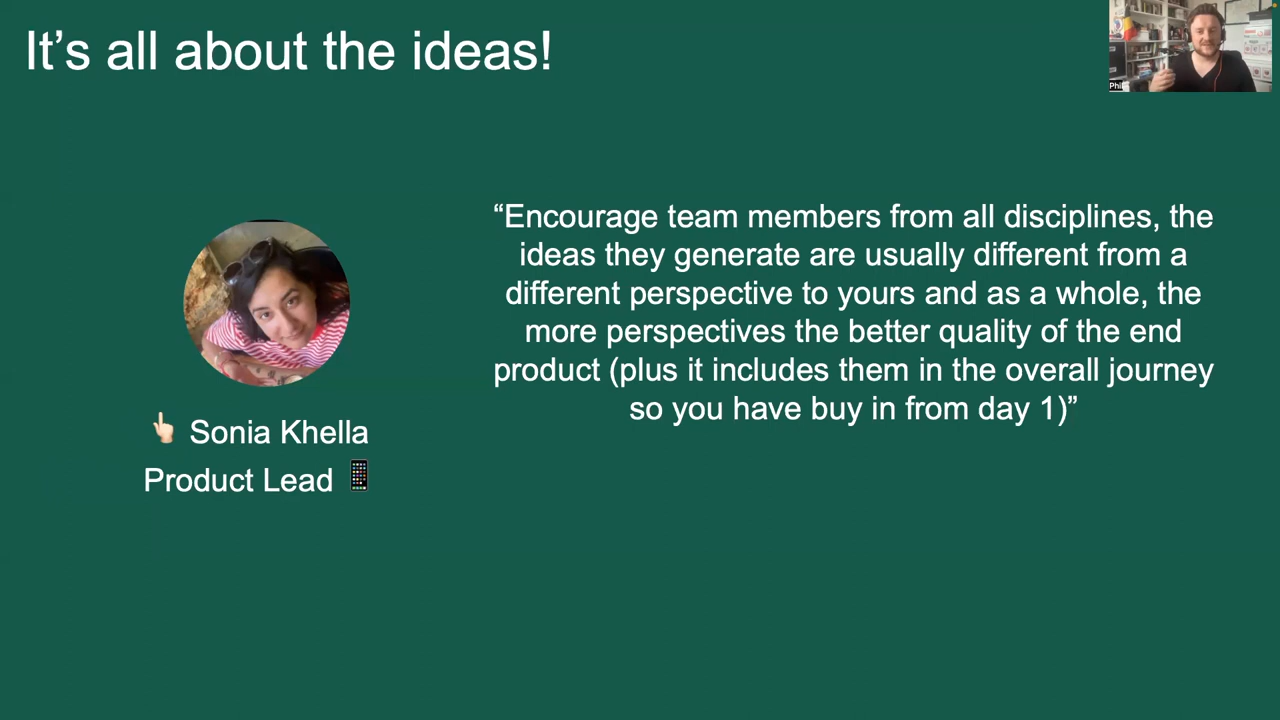 It’s all about the ideas!
“Encourage team members from all disciplines, the
ideas they generate are usually different from a
different perspective to yours and as a whole, the
more perspectives the better quality of the end
product (plus it includes them in the overall journey
so you have buy in from day 1)”
👆🏻 Sonia Khella
Product Lead 📱